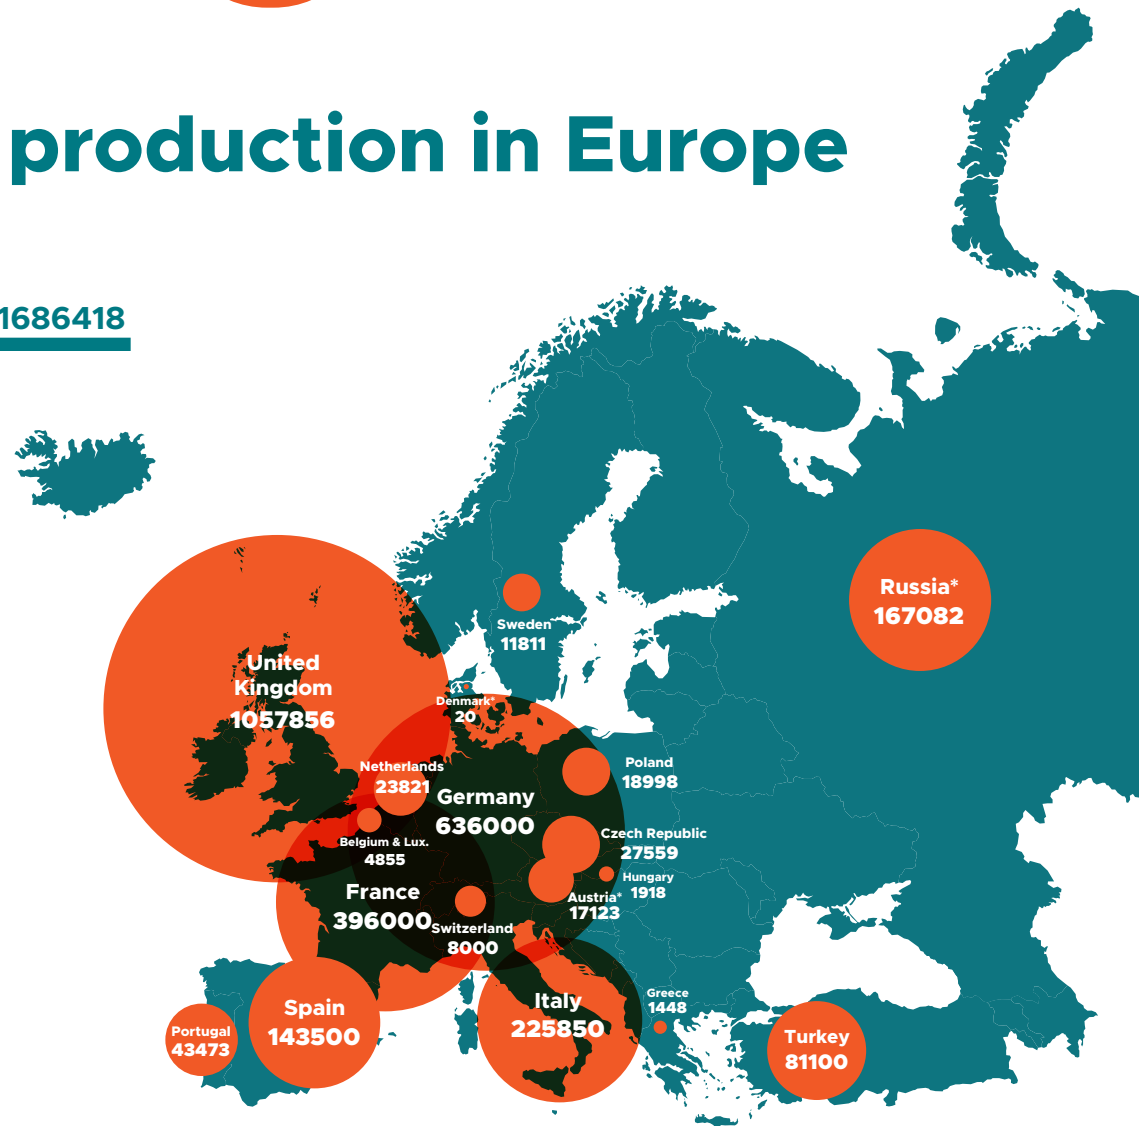 production in Europe
1686418
Russia*
167082
Sweden
11811
United
Kingdom
1057856
Denmark*
20
Netherlands
23821
Poland
18998
Germany
636000
Czech Republic
27559
Belgium & Lux.
4855
Hungary
1918
France
396000
Austria*
17123
Switzerland
8000
Spain
143500
Italy
225850
Greece
1448
Portugal
43473
Turkey
81100